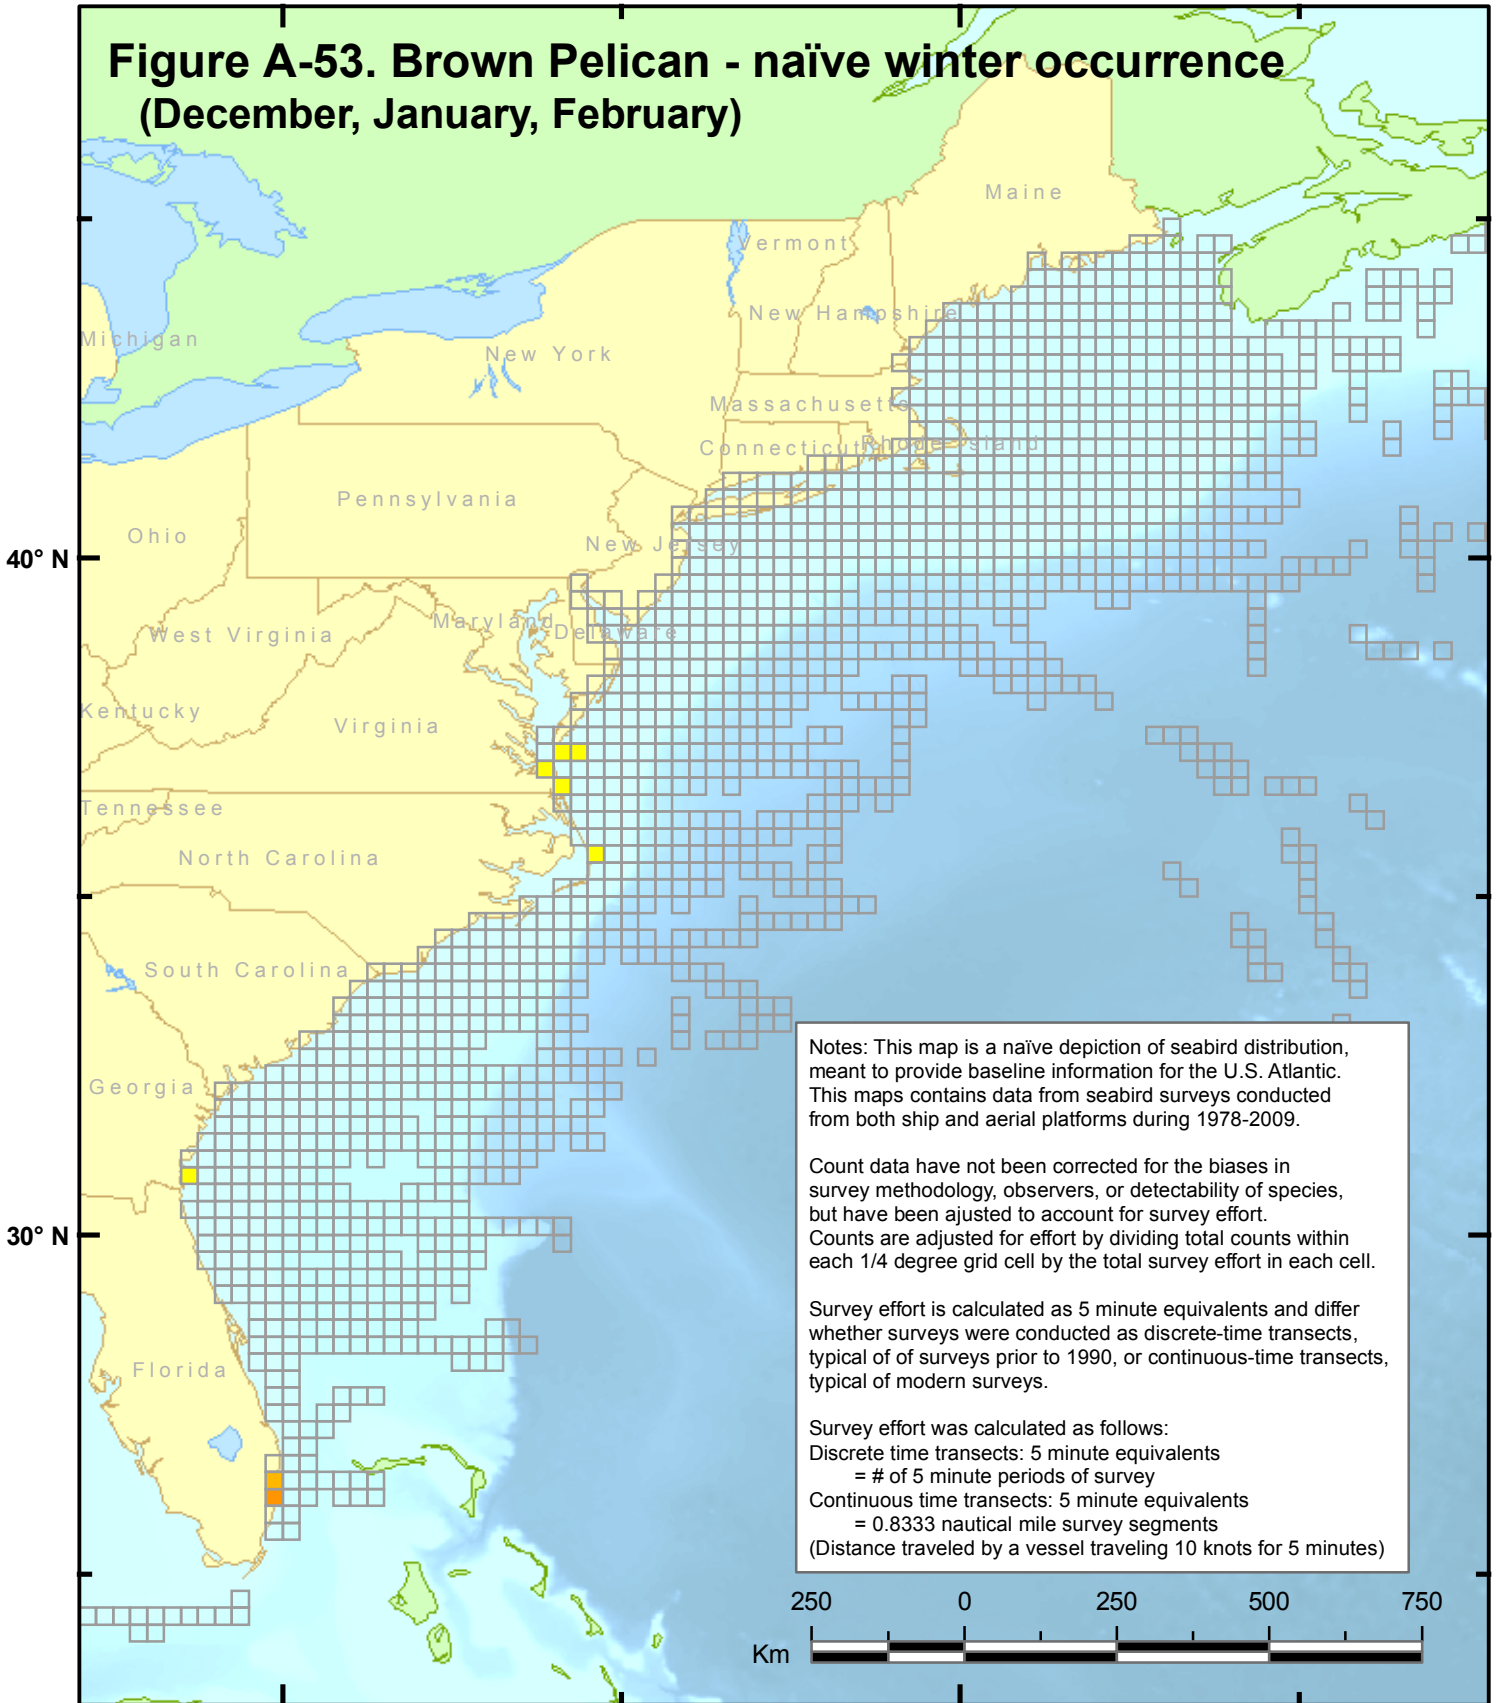 Figure A-53. Brown Pelican - naïve winter occurrence
(December, January, February)
Maine
Vermont
New Hampshire
Michigan
New York
Massachusetts
Connecticut
Rhode Island
Pennsylvania
Ohio
New Jersey
40° N
Maryland
Delaware
West Virginia
Kentucky
Virginia
Tennessee
North Carolina
South Carolina
Georgia
30° N
Florida
Notes: This map is a naïve depiction of seabird distribution,
meant to provide baseline information for the U.S. Atlantic.
This maps contains data from seabird surveys conducted
from both ship and aerial platforms during 1978-2009.
Count data have not been corrected for the biases in
survey methodology, observers, or detectability of species,
but have been ajusted to account for survey effort.
Counts are adjusted for effort by dividing total counts within
each 1/4 degree grid cell by the total survey effort in each cell.
Survey effort is calculated as 5 minute equivalents and differ
whether surveys were conducted as discrete-time transects,
typical of of surveys prior to 1990, or continuous-time transects,
typical of modern surveys.
Survey effort was calculated as follows:
Discrete time transects: 5 minute equivalents
= # of 5 minute periods of survey
Continuous time transects: 5 minute equivalents
= 0.8333 nautical mile survey segments
(Distance traveled by a vessel traveling 10 knots for 5 minutes)
250 0 250 500 750
Km